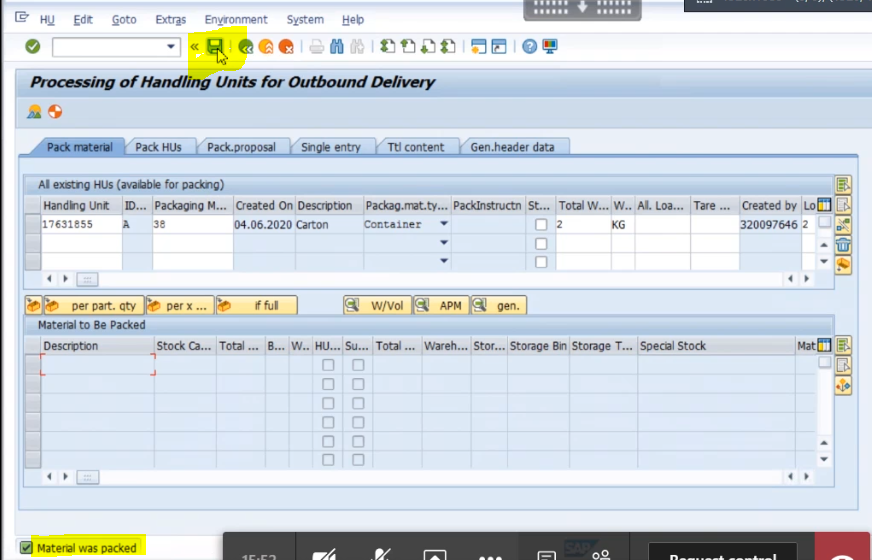 HU Edit Goto Extras Environment System Help
Processing of Handling Units for Outbound Delivery
Pack material Pack HUs Pack.proposal Single entry Ttl content Gen.header data
All existing HUs (available for packing)
Handling Unit ID... Packaging M... Created On Description Packag.mat.ty... PackInstructn St... Total W... W.. All. Loa... Tare ... Created by Lo
17631855 A 38 04.06.2020 Carton Container 2 KG 320097646 2
per part. qty per x ... if full W/Vol APM gen.
Material to Be Packed
Description Stock Ca... Total ... B... W.. HU... Su... Total ... Wareh... Stor... Storage Bin Storage T... Special Stock Mat
Material was packed
15:52 SAP Request control